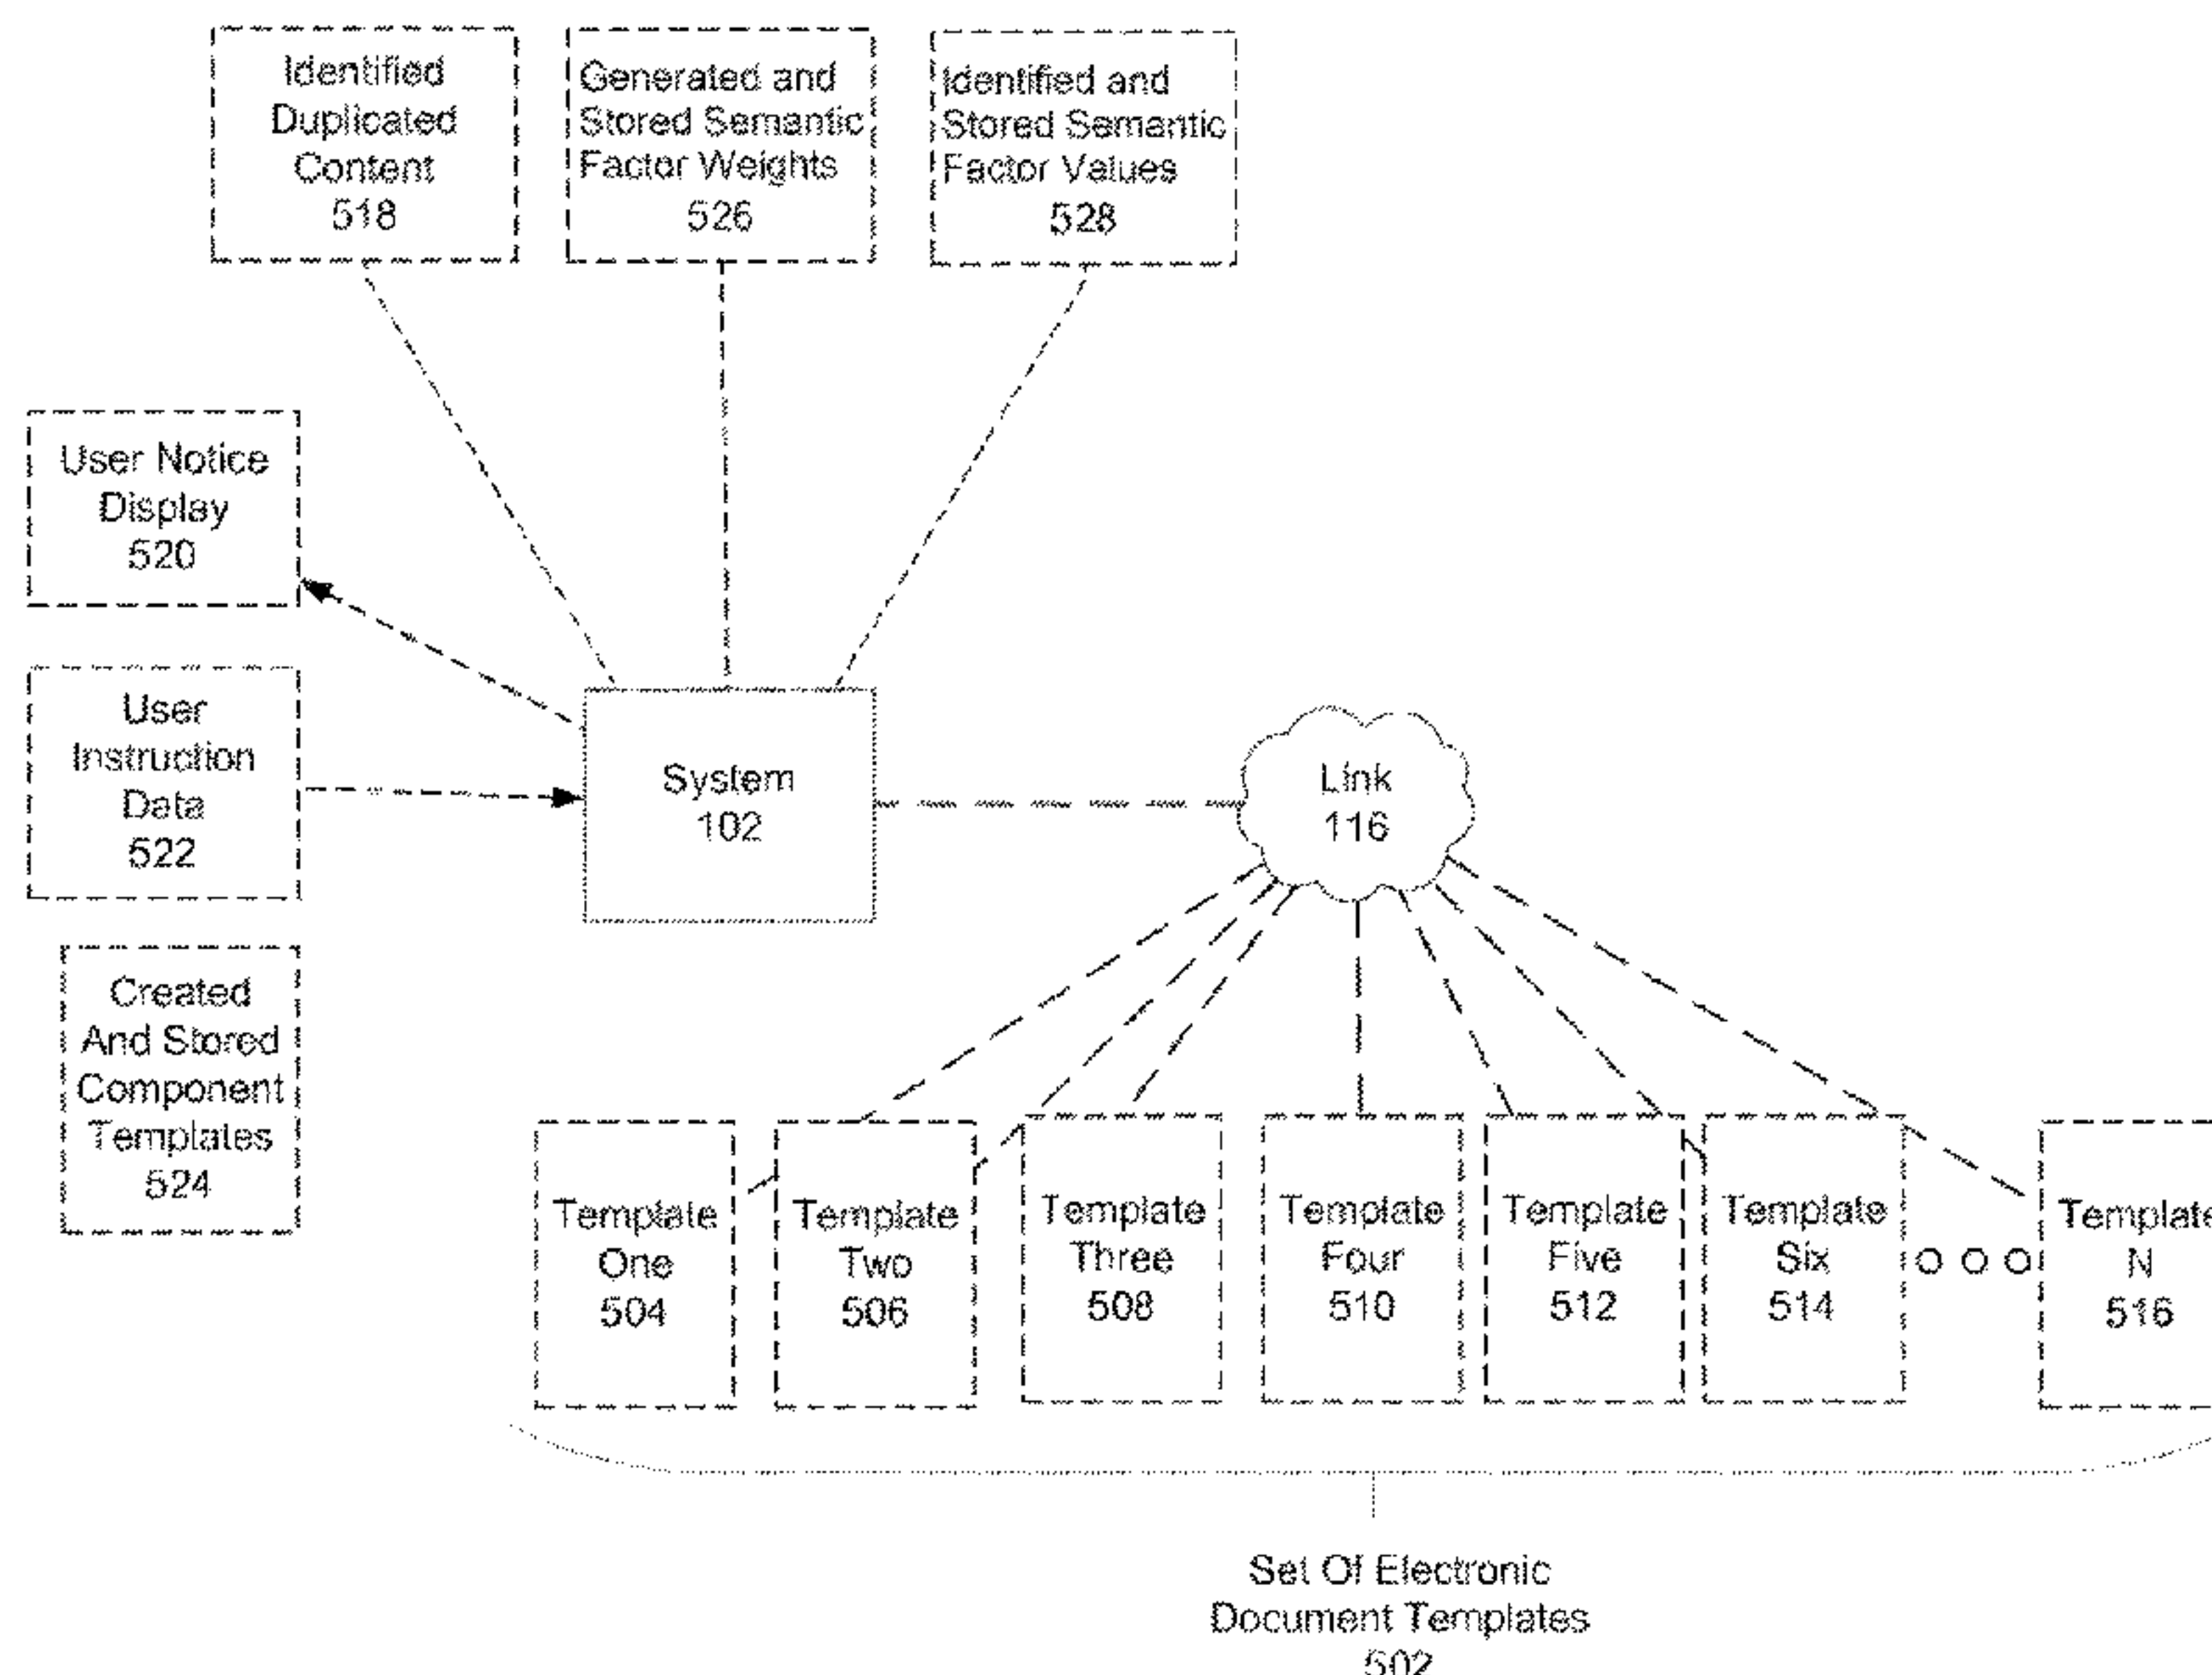 Identified
Duplicated
Content
518
Generated and
Stored Semantic
Factor Weights
526
Identified and
Stored Semantic
Factor Values
528
User Notice
Display
520
User
Instruction
Data
522
System
102
Link
116
Created
And Stored
Component
Templates
524
Template
One
504
Template
Two
506
Template
Three
508
Template
Four
510
Template
Five
512
Template
Six
514
Template
N
516
Set Of Electronic
Document Templates
502